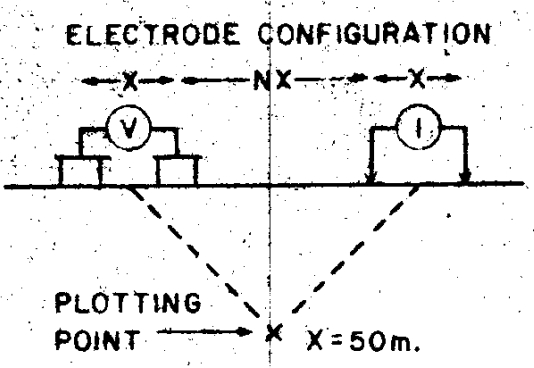 ELECTRODE CONFIGURATION
X NX X
V I
PLOTTING
POINT X X=50m.